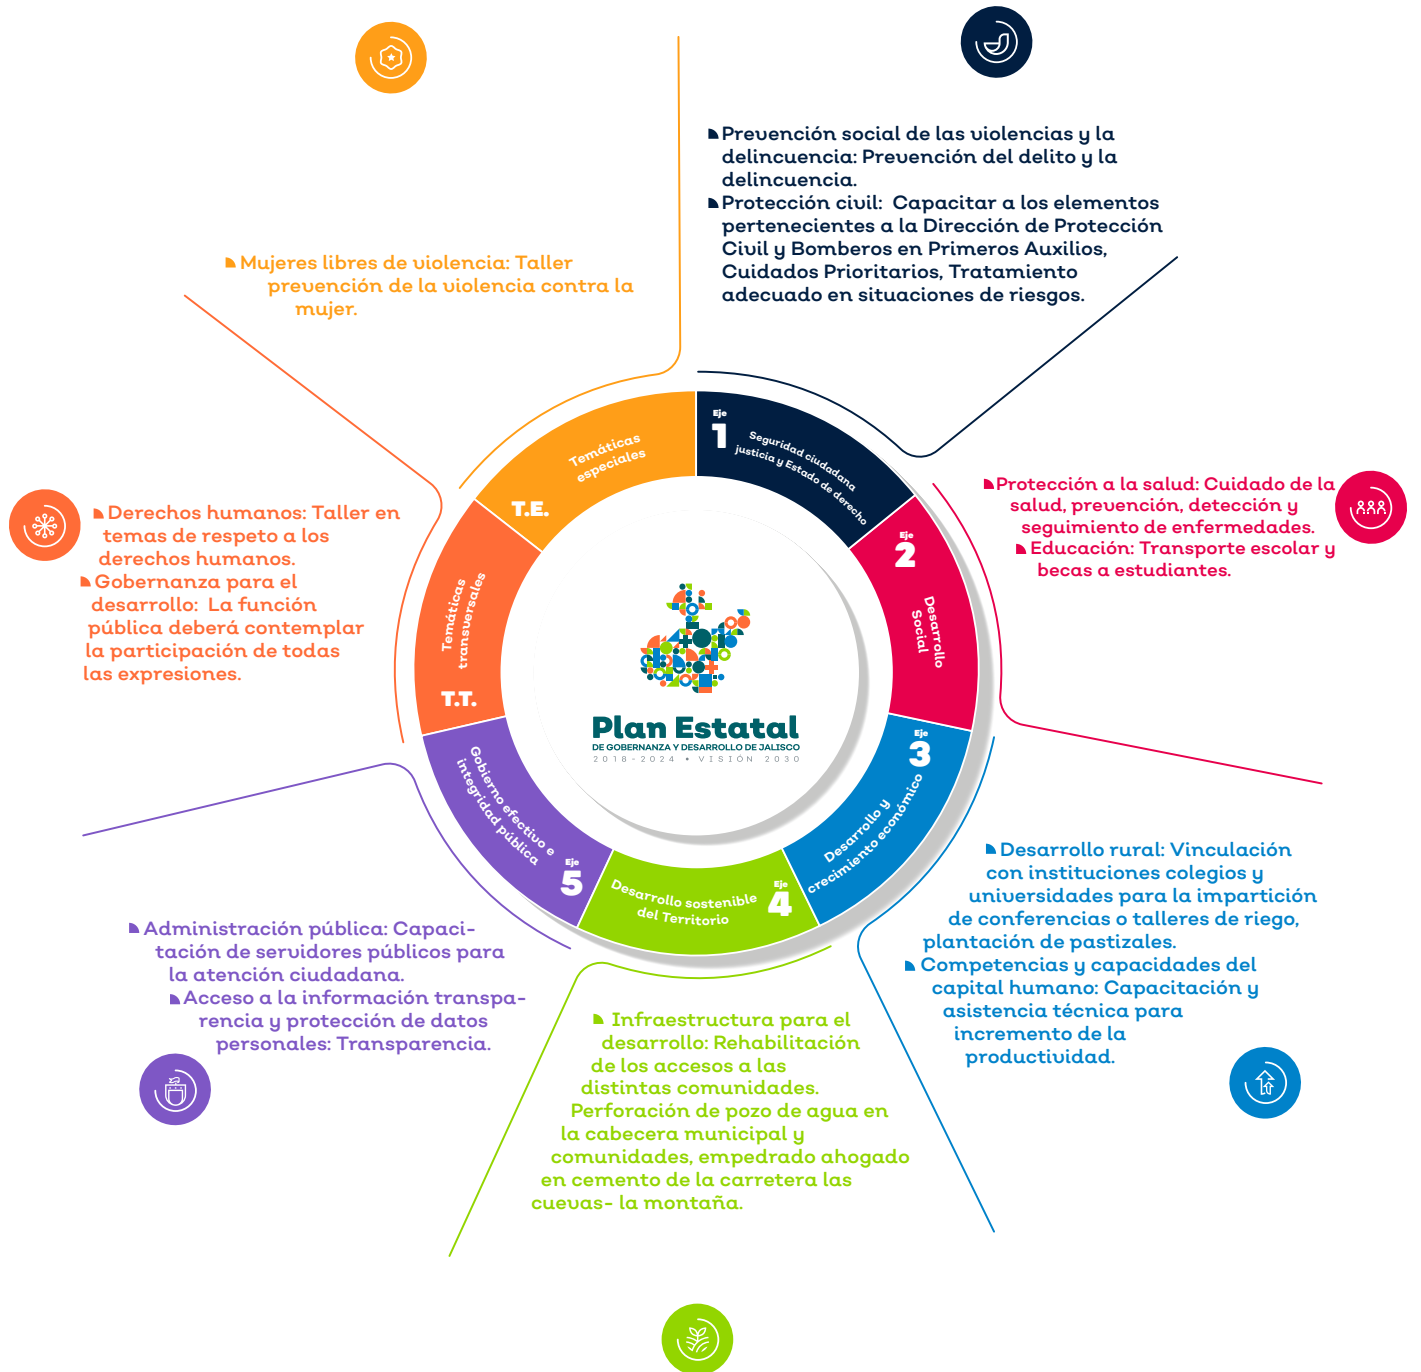 Prevención social de las violencias y la
delincuencia: Prevención del delito y la
delincuencia.
Protección civil:  Capacitar a los elementos
pertenecientes a la Dirección de Protección
Civil y Bomberos en Primeros Auxilios,
Cuidados Prioritarios, Tratamiento
adecuado en situaciones de riesgos.
Mujeres libres de violencia: Taller
prevención de la violencia contra la
mujer.
Eje
1
Seguridad ciudadana
justicia y Estado de derecho
Temáticas
especiales
T.E.
Protección a la salud: Cuidado de la
salud, prevención, detección y
seguimiento de enfermedades.
Educación: Transporte escolar y
becas a estudiantes.
Eje
2
Desarrollo
Social
Derechos humanos: Taller en
temas de respeto a los
derechos humanos.
Gobernanza para el
desarrollo:  La función
pública deberá contemplar
la participación de todas
las expresiones.
Temáticas
transversales
T.T.
Plan Estatal
DE GOBERNANZA Y DESARROLLO DE JALISCO
2018-2024 • VISIÓN 2030
Eje
3
Desarrollo y
crecimiento económico
Gobierno efectivo e
integridad pública
Eje
5
Desarrollo sostenible
del Territorio
Eje
4
Desarrollo rural: Vinculación
con instituciones colegios y
universidades para la impartición
de conferencias o talleres de riego,
plantación de pastizales.
Competencias y capacidades del
capital humano: Capacitación y
asistencia técnica para
incremento de la
productividad.
Administración pública: Capaci-
tación de servidores públicos para
la atención ciudadana.
Acceso a la información transpa-
rencia y protección de datos
personales: Transparencia.
Infraestructura para el
desarrollo: Rehabilitación
de los accesos a las
distintas comunidades.
Perforación de pozo de agua en
la cabecera municipal y
comunidades, empedrado ahogado
en cemento de la carretera las
cuevas- la montaña.